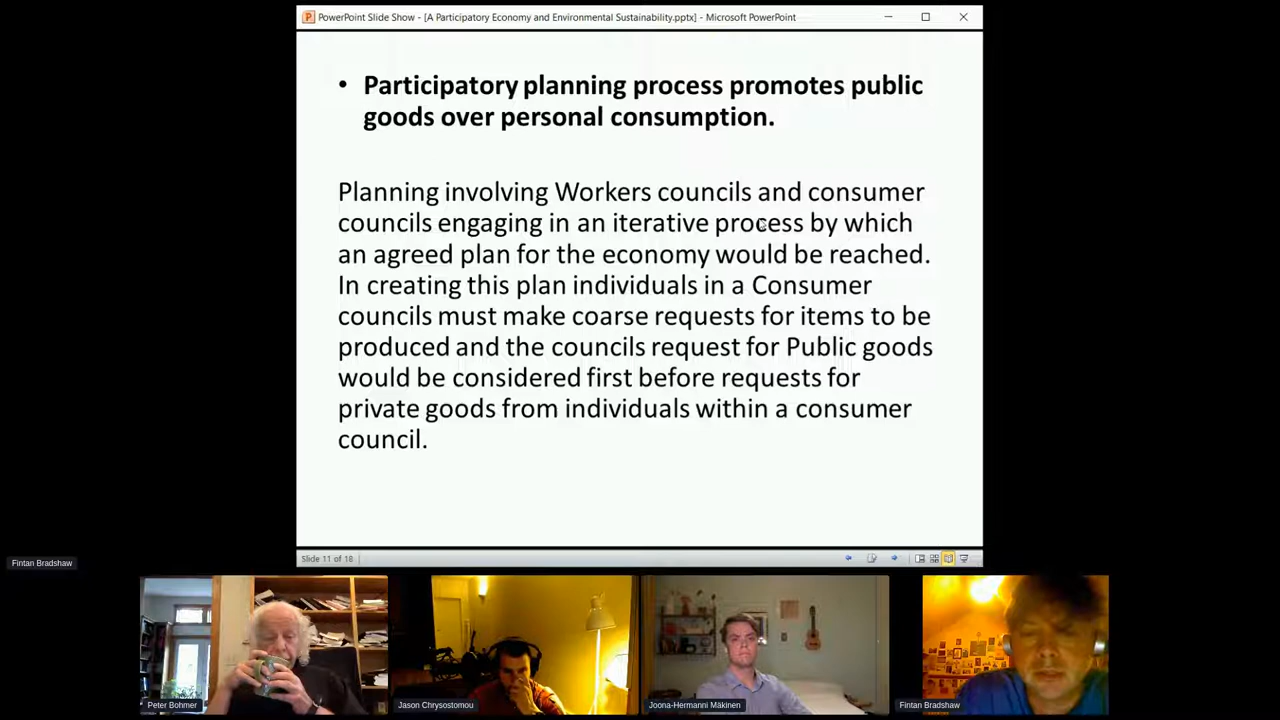 PowerPoint Slide Show - [A Participatory Economy and Environmental Sustainability.pptx] - Microsoft PowerPoint
• Participatory planning process promotes public
goods over personal consumption.
Planning involving Workers councils and consumer
councils engaging in an iterative process by which
an agreed plan for the economy would be reached.
In creating this plan individuals in a Consumer
councils must make coarse requests for items to be
produced and the councils request for Public goods
would be considered first before requests for
private goods from individuals within a consumer
council.
Slide 11 of 18
Fintan Bradshaw
Peter Bohmer
Jason Chrysostomou
Joona-Hermanni Mäkinen
Fintan Bradshaw